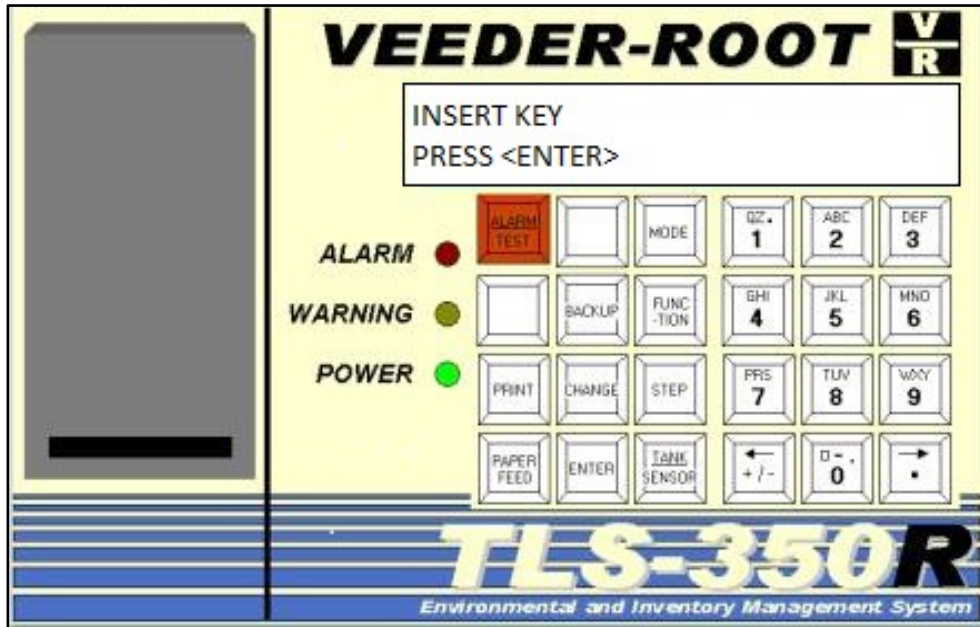 VEEDER-ROOT
V
R
INSERT KEY
PRESS <ENTER>
ALARM
WARNING
POWER
ALARM
TEST
MODE
QZ.
1
ABC
2
DEF
3
BACKUP
FUNC
-TION
GHI
4
JKL
5
MNO
6
PRINT
CHANGE
STEP
PRS
7
TUV
8
WXY
9
PAPER
FEED
ENTER
TANK
SENSOR
←
+/-
0
→
.
TLS-350R
Environmental and Inventory Management System